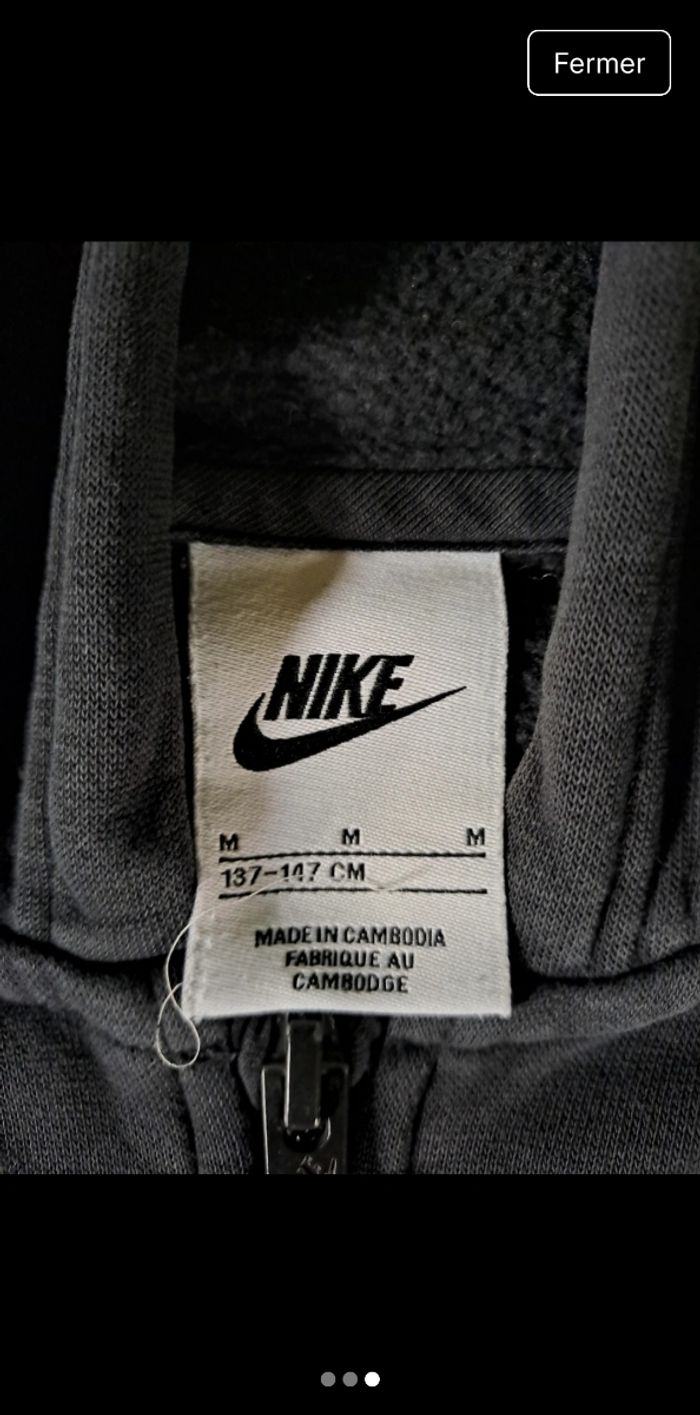 Fermer
NIKE
M M M
137-147 CM
MADE IN CAMBODIA
FABRIQUE AU
CAMBODGE